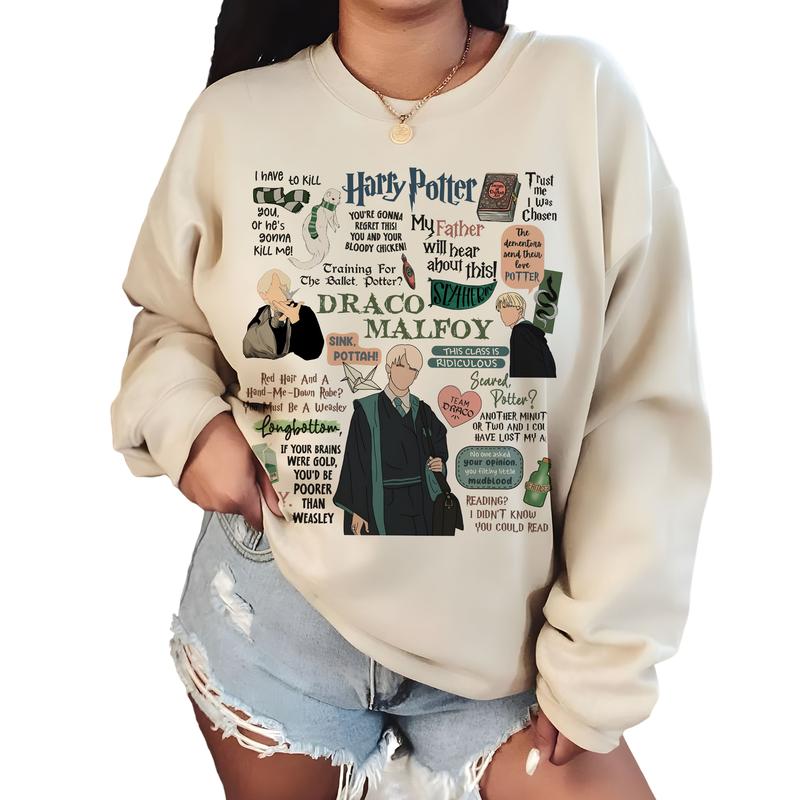 I HAVE TO KILL
YOU,
OR HE'S
GONNA
KILL ME!
Harry Potter
Trust
me
I Was
Chosen
YOU'RE GONNA
REGRET THIS!
YOU AND YOUR
BLOODY CHICKEN!
My Father
will hear
about this!
The
dementors
send their
love
POTTER
Training For
The Ballet, Potter?
SLYTHERIN
DRACO
MALFOY
SINK,
POTTAH!
THIS CLASS IS
RIDICULOUS
Red Hair And A
Hand-Me-Down Robe?
You Must Be A Weasley
Scared,
Potter?
TEAM
DRACO
ANOTHER MINUT
OR TWO AND I COU
HAVE LOST MY A
Longbottom,
IF YOUR BRAINS
WERE GOLD,
YOU'D BE
POORER
THAN
WEASLEY
Y.
No one asked
your opinion,
you filthy little
mudblood
READING?
I DIDN'T KNOW
YOU COULD READ